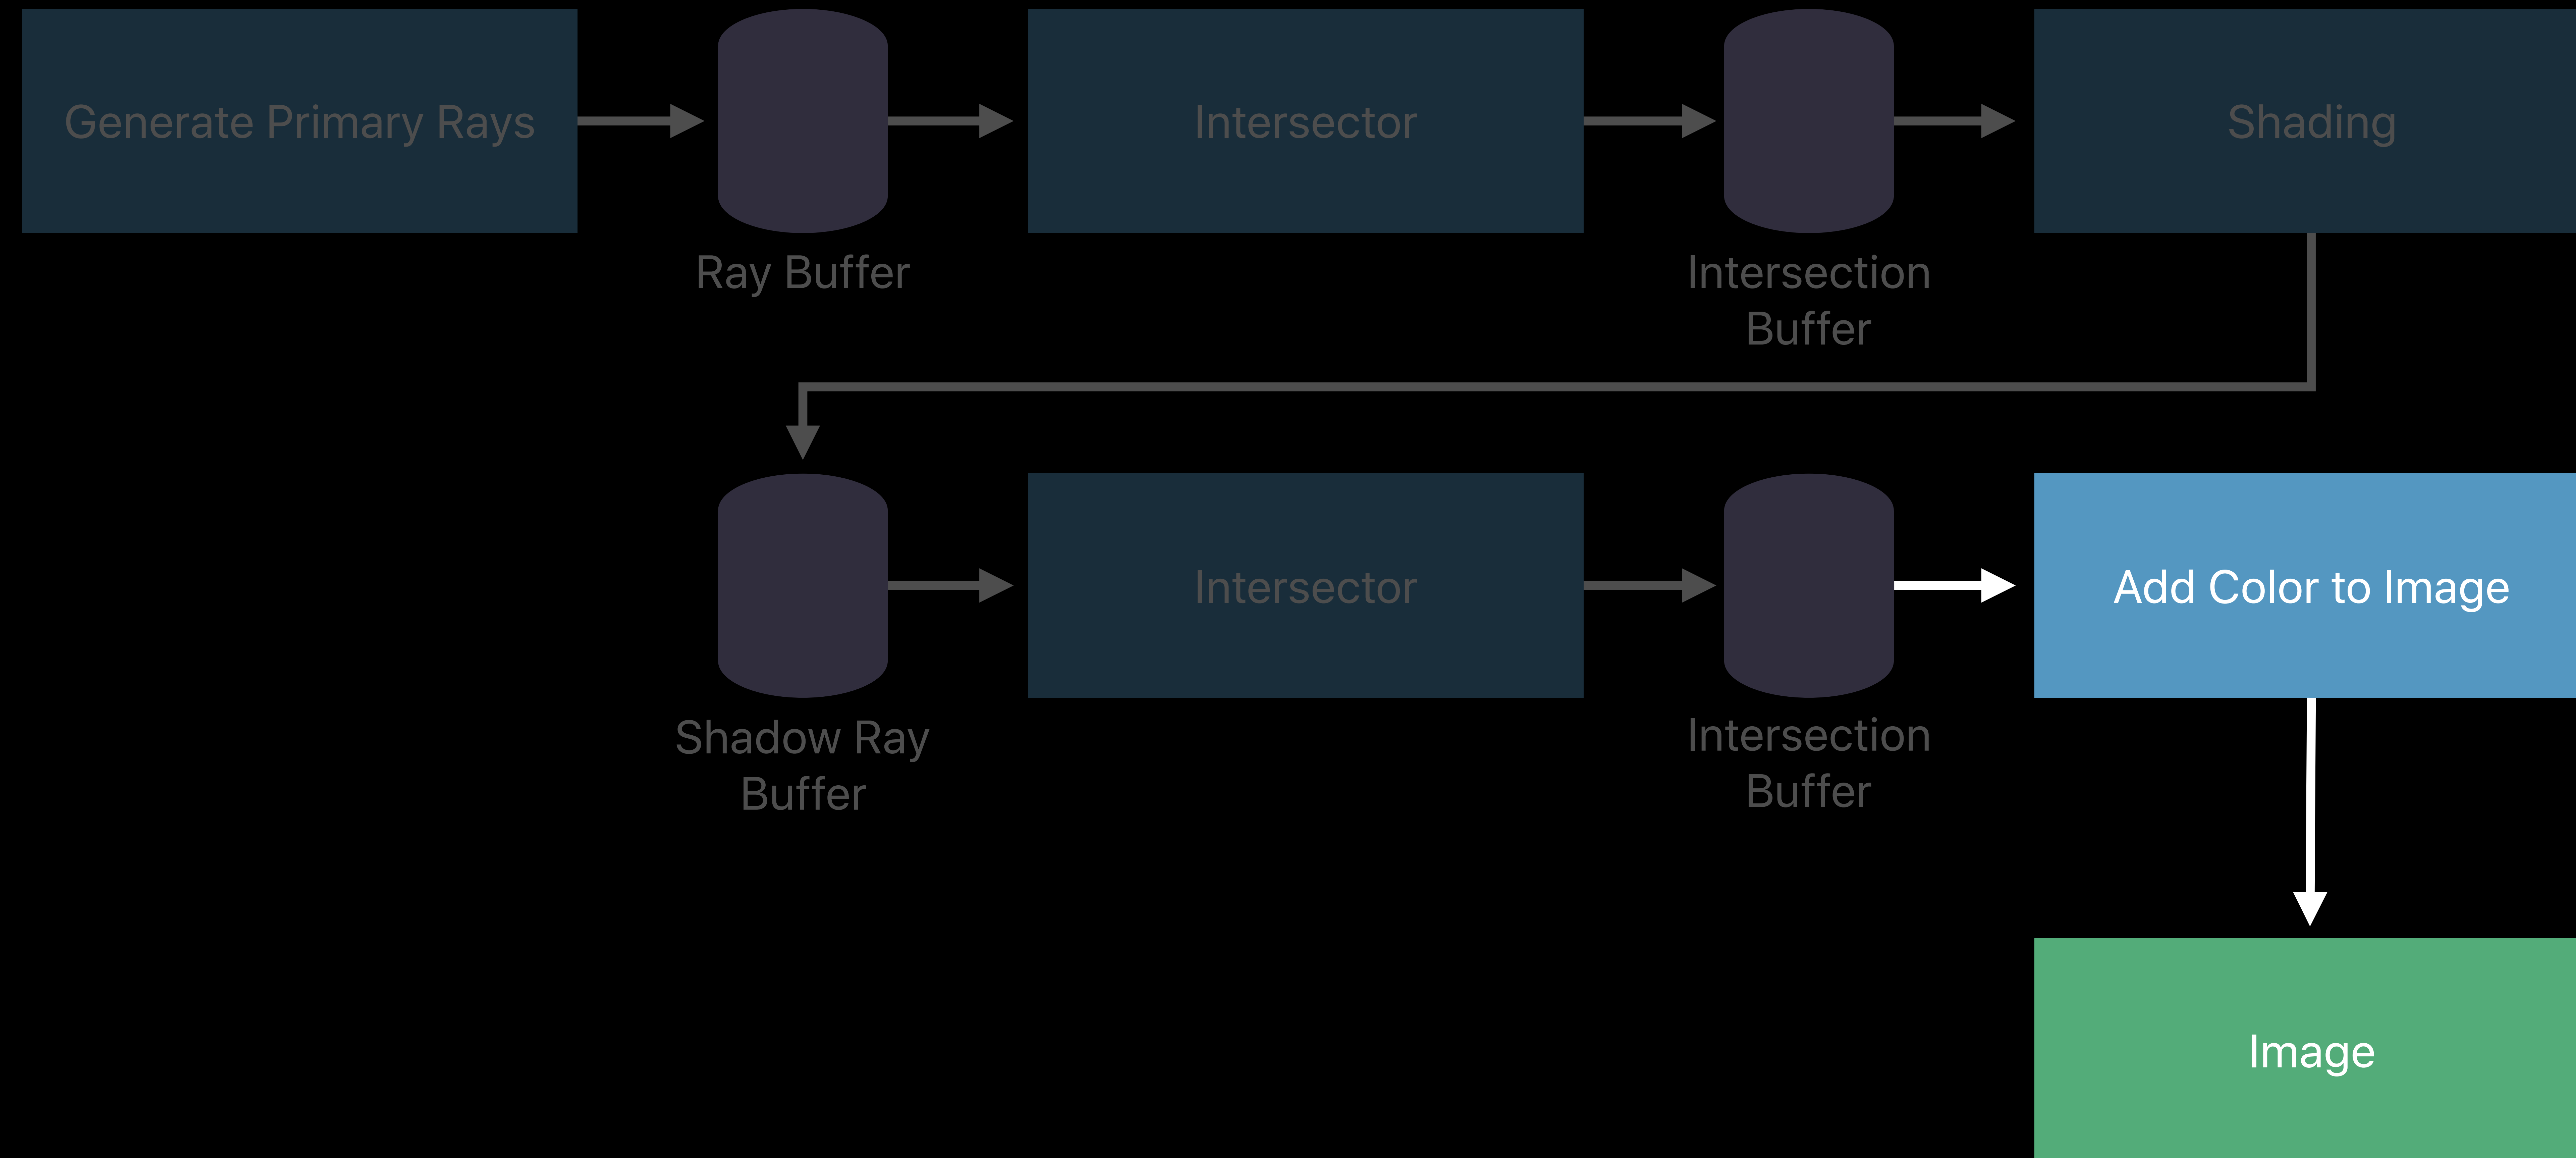 Generate Primary Rays
Intersector
Shading
Ray Buffer
Intersection
Buffer
Intersector
Add Color to Image
Shadow Ray
Buffer
Intersection
Buffer
Image